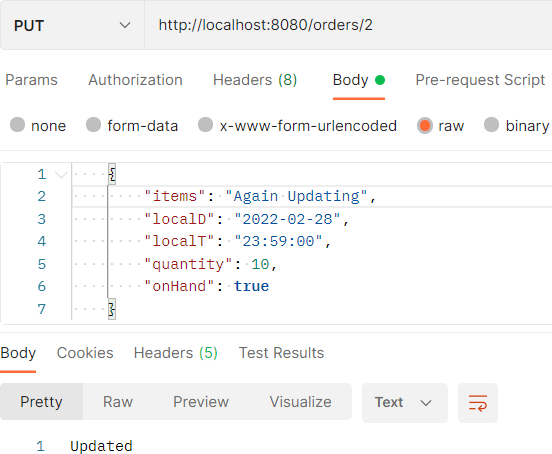 PUT http://localhost:8080/orders/2
Params Authorization Headers (8) Body Pre-request Script
none form-data x-www-form-urlencoded raw binary
1 {
2 "items": "Again Updating",
3 "localD": "2022-02-28",
4 "localT": "23:59:00",
5 "quantity": 10,
6 "onHand": true
7 }
Body Cookies Headers (5) Test Results
Pretty Raw Preview Visualize Text
1 Updated